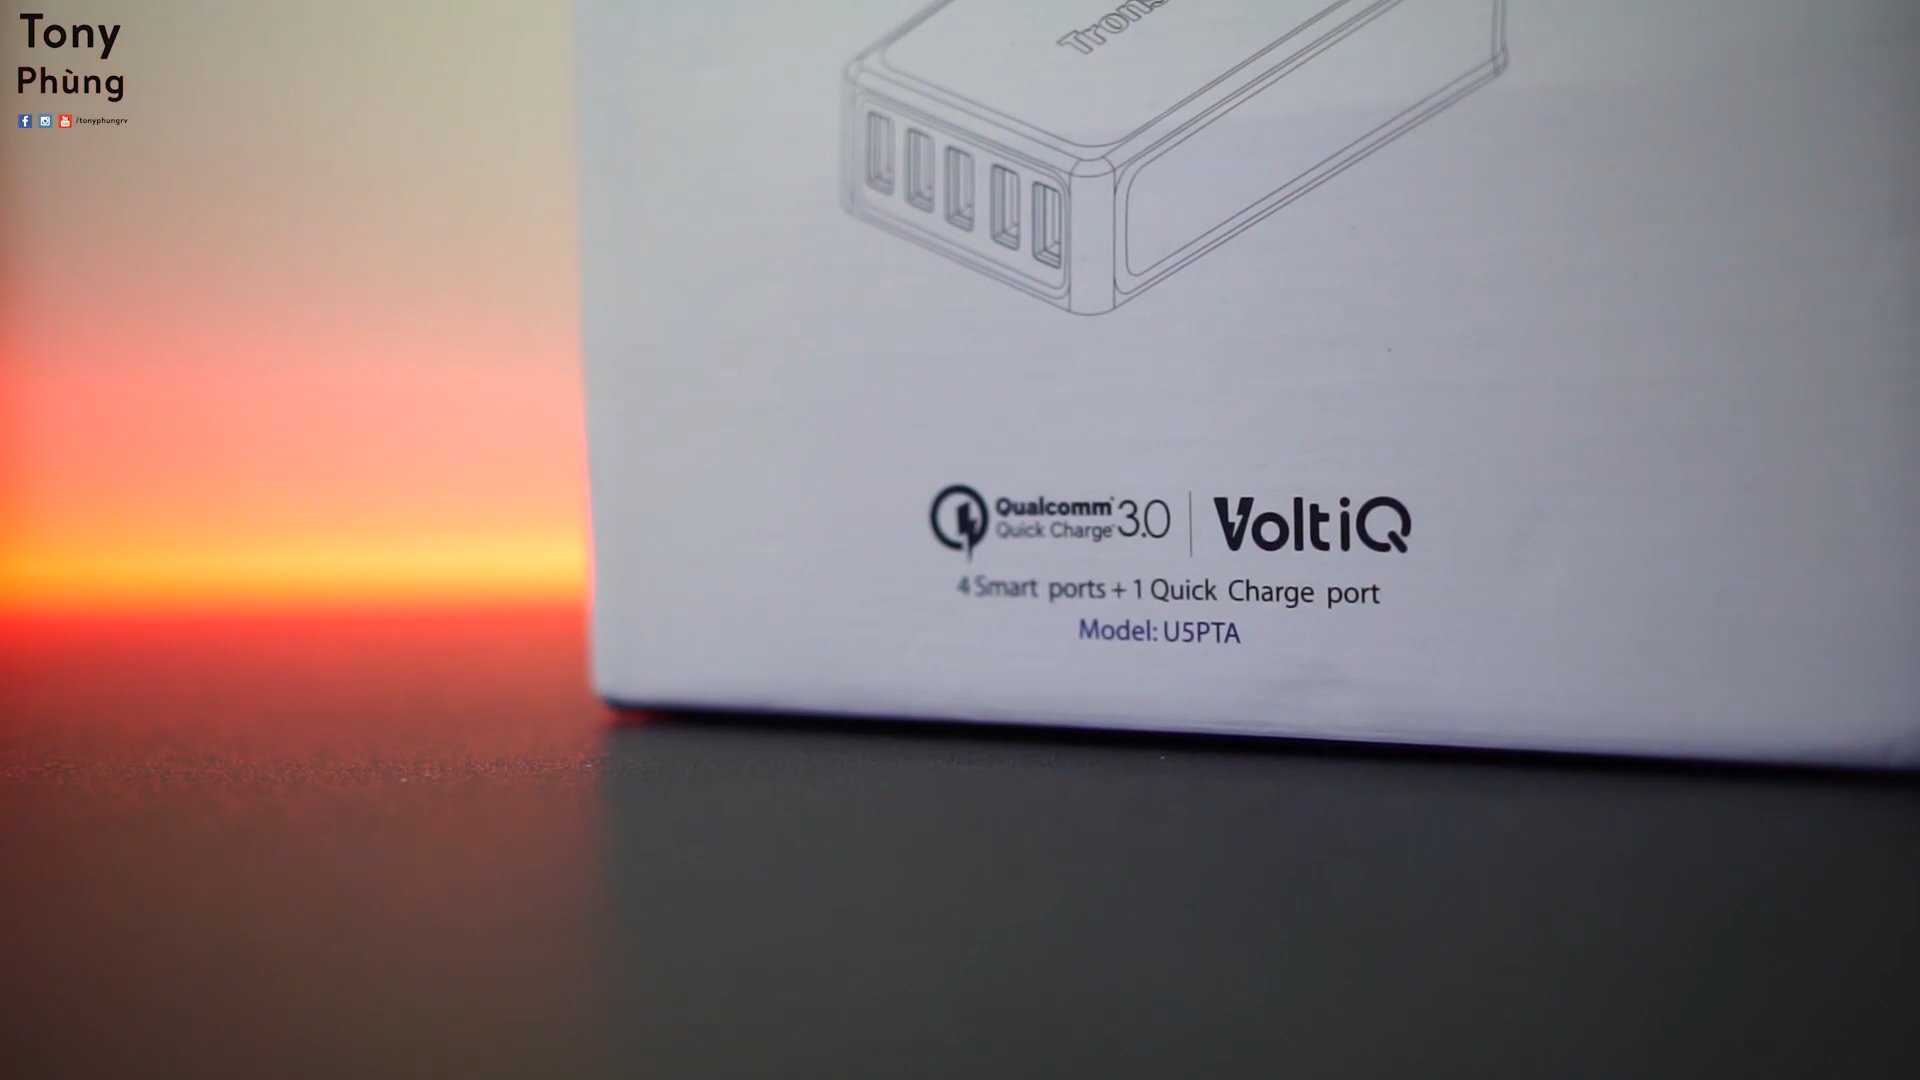 Tony
Phùng
/tonyphungrv
Qualcomm
Quick Charge 3.0
VoltiQ
4 Smart ports + 1 Quick Charge port
Model: U5PTA